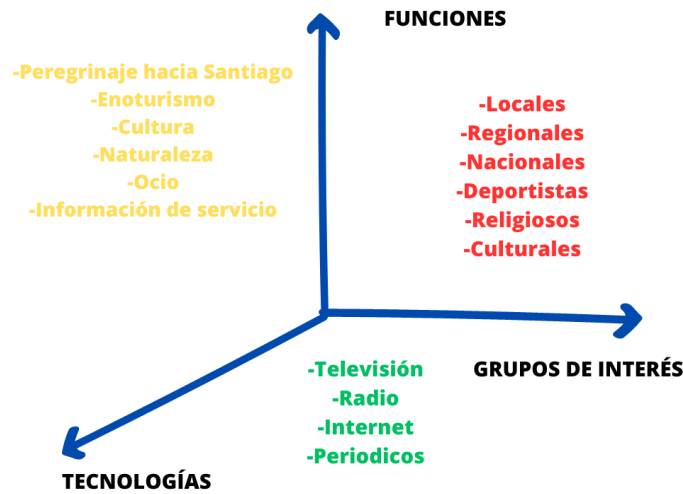 FUNCIONES
-Peregrinaje hacia Santiago
-Enoturismo
-Cultura
-Naturaleza
-Ocio
-Información de servicio
-Locales
-Regionales
-Nacionales
-Deportistas
-Religiosos
-Culturales
GRUPOS DE INTERÉS
-Televisión
-Radio
-Internet
-Periodicos
TECNOLOGÍAS